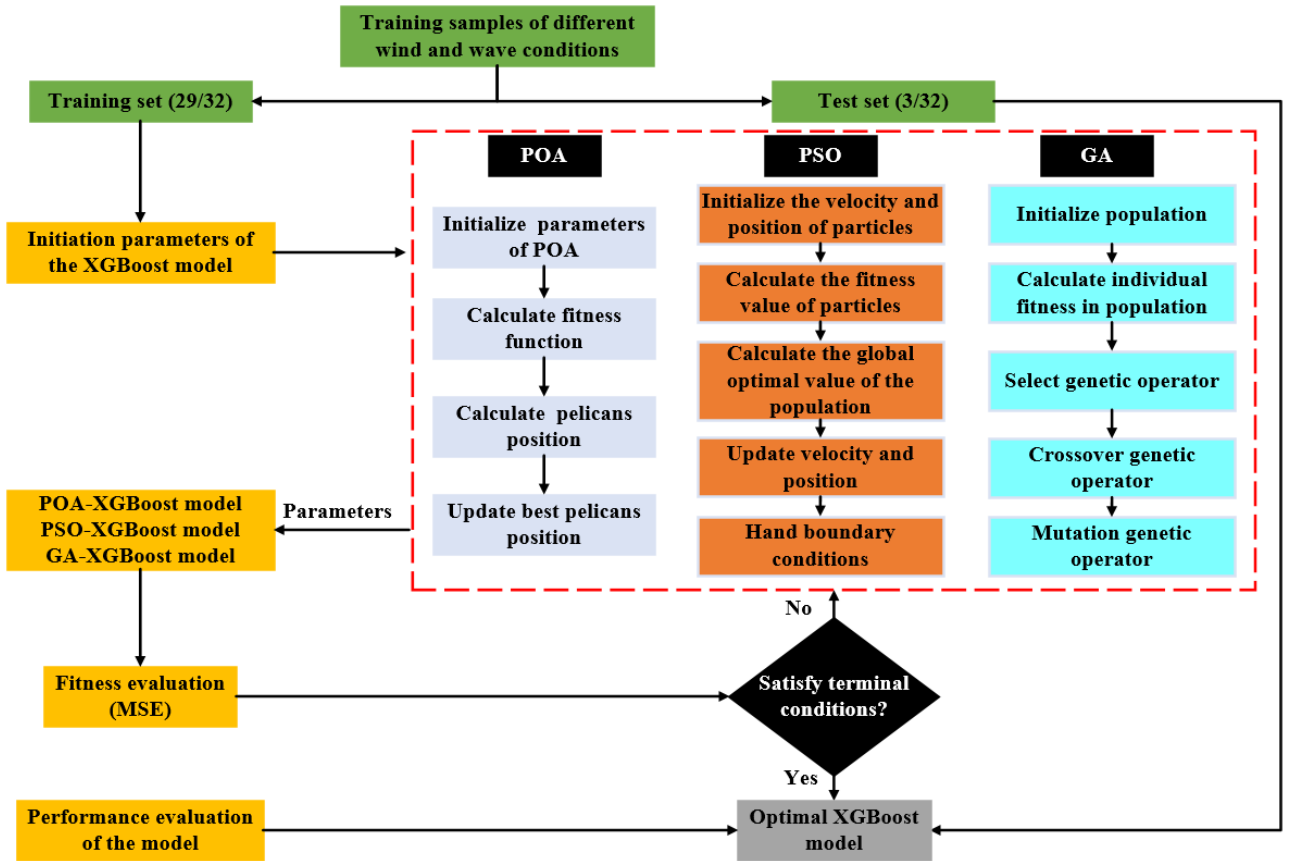 Training samples of different
wind and wave conditions
Training set (29/32)
Test set (3/32)
POA
PSO
GA
Initiation parameters of
the XGBoost model
Initialize parameters
of POA
Calculate fitness
function
Calculate pelicans
position
Update best pelicans
position
Initialize the velocity and
position of particles
Calculate the fitness
value of particles
Calculate the global
optimal value of the
population
Update velocity and
position
Hand boundary
conditions
Initialize population
Calculate individual
fitness in population
Select genetic operator
Crossover genetic
operator
Mutation genetic
operator
Parameters
POA-XGBoost model
PSO-XGBoost model
GA-XGBoost model
No
Fitness evaluation
(MSE)
Satisfy terminal
conditions?
Yes
Performance evaluation
of the model
Optimal XGBoost
model